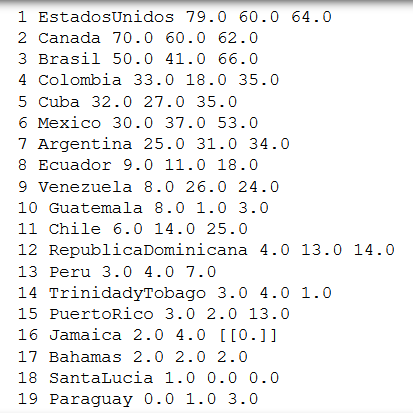 1 EstadosUnidos 79.0 60.0 64.0
2 Canada 70.0 60.0 62.0
3 Brasil 50.0 41.0 66.0
4 Colombia 33.0 18.0 35.0
5 Cuba 32.0 27.0 35.0
6 Mexico 30.0 37.0 53.0
7 Argentina 25.0 31.0 34.0
8 Ecuador 9.0 11.0 18.0
9 Venezuela 8.0 26.0 24.0
10 Guatemala 8.0 1.0 3.0
11 Chile 6.0 14.0 25.0
12 RepublicaDominicana 4.0 13.0 14.0
13 Peru 3.0 4.0 7.0
14 TrinidadyTobago 3.0 4.0 1.0
15 PuertoRico 3.0 2.0 13.0
16 Jamaica 2.0 4.0 [[0.]]
17 Bahamas 2.0 2.0 2.0
18 SantaLucia 1.0 0.0 0.0
19 Paraguay 0.0 1.0 3.0